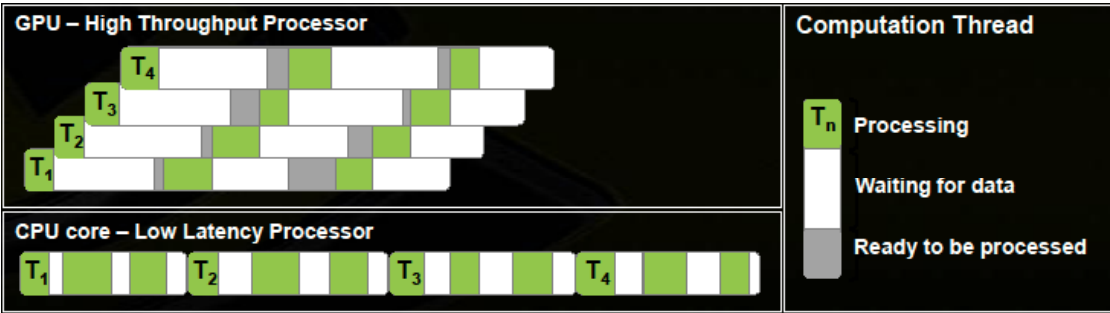 GPU – High Throughput Processor
T4
T3
T2
T1
CPU core – Low Latency Processor
T1 T2 T3 T4
Computation Thread
Tn Processing
Waiting for data
Ready to be processed